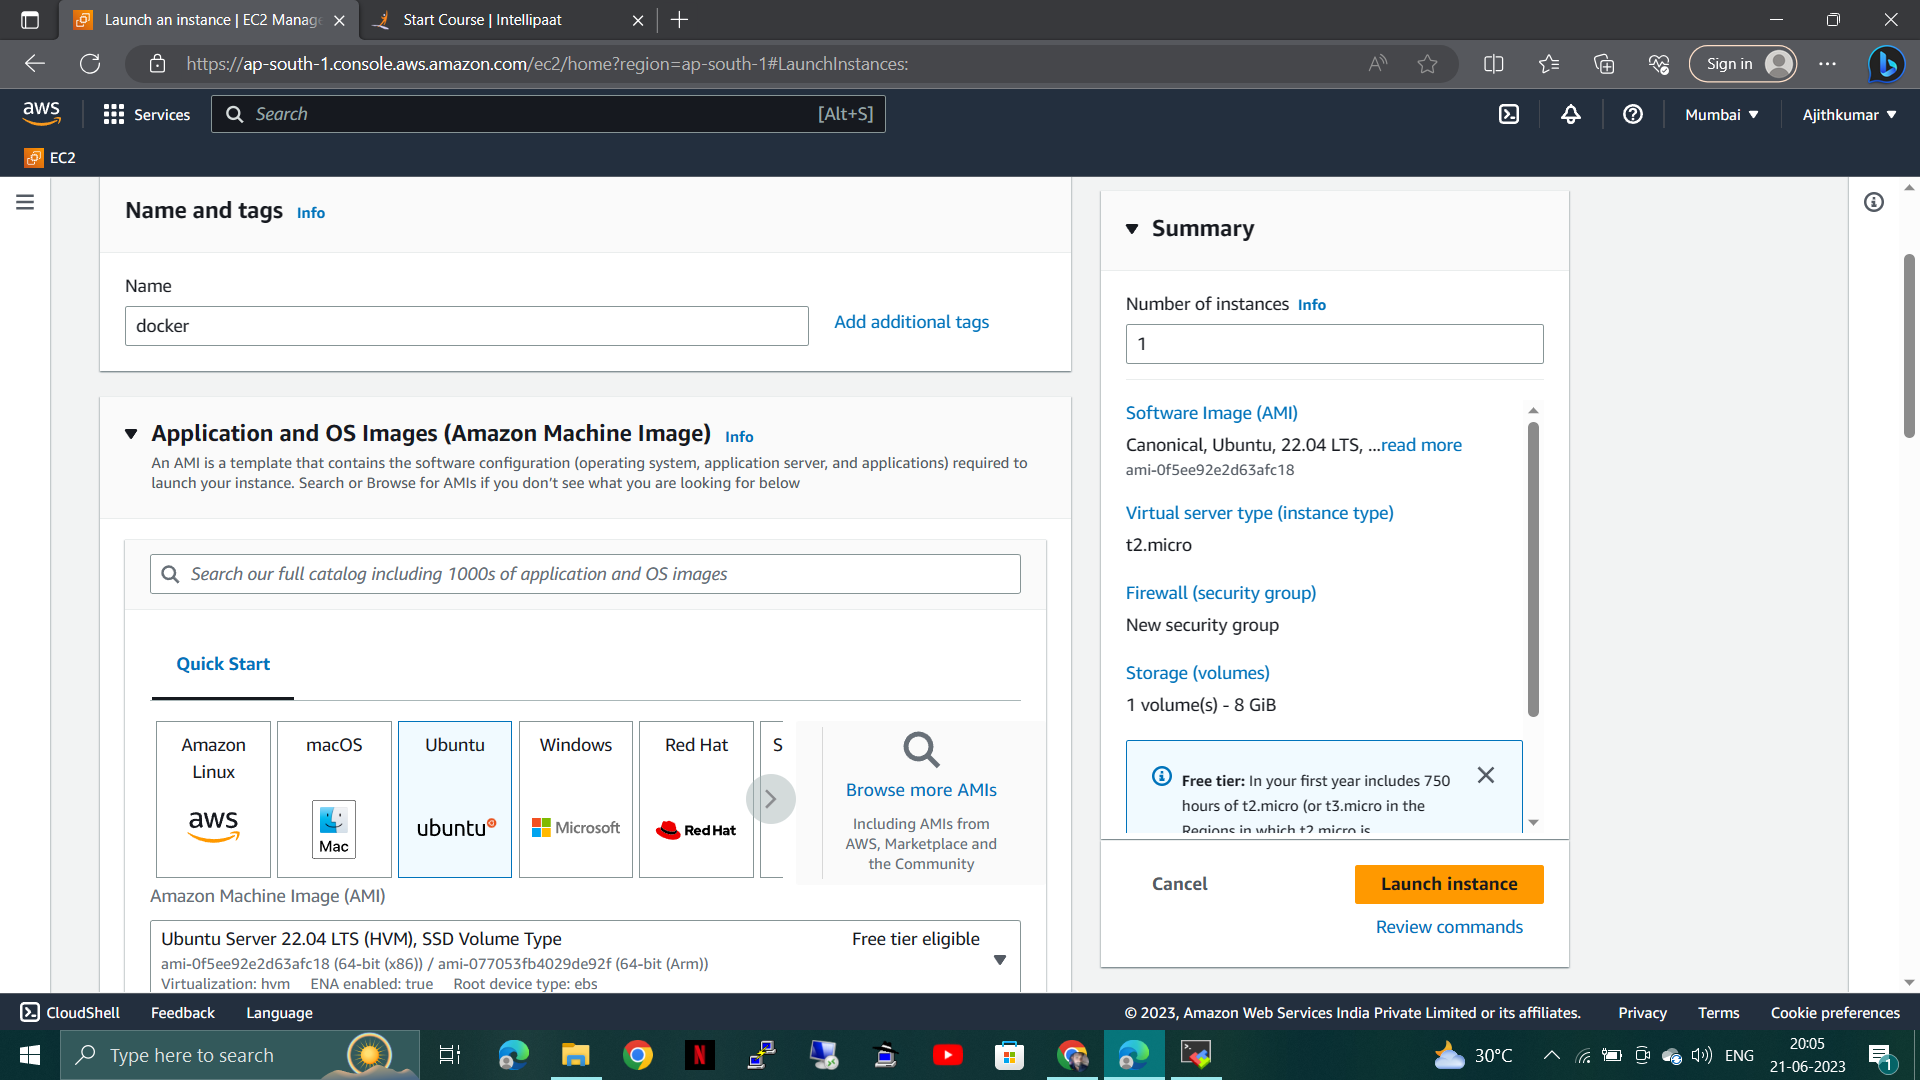 Launch an instance | EC2 Manag
Start Course | Intellipaat
https://ap-south-1.console.aws.amazon.com/ec2/home?region=ap-south-1#LaunchInstances:
Sign in
aws
Services
Search
[Alt+S]
Mumbai
Ajithkumar
EC2
Name and tags Info
Name
docker
Add additional tags
Application and OS Images (Amazon Machine Image) Info
An AMI is a template that contains the software configuration (operating system, application server, and applications) required to
launch your instance. Search or Browse for AMIs if you don't see what you are looking for below
Search our full catalog including 1000s of application and OS images
Quick Start
Amazon
Linux
aws
macOS
Mac
Ubuntu
ubuntu
Windows
Microsoft
Red Hat
RedHat
S
Browse more AMIs
Including AMIs from
AWS, Marketplace and
the Community
Amazon Machine Image (AMI)
Ubuntu Server 22.04 LTS (HVM), SSD Volume Type
Free tier eligible
ami-0f5ee92e2d63afc18 (64-bit (x86)) / ami-077053fb4029de92f (64-bit (Arm))
Virtualization: hvm ENA enabled: true Root device type: ebs
Summary
Number of instances Info
1
Software Image (AMI)
Canonical, Ubuntu, 22.04 LTS, ...read more
ami-0f5ee92e2d63afc18
Virtual server type (instance type)
t2.micro
Firewall (security group)
New security group
Storage (volumes)
1 volume(s) - 8 GiB
Free tier: In your first year includes 750
hours of t2.micro (or t3.micro in the
Regions in which t2.micro is
Cancel
Launch instance
Review commands
CloudShell
Feedback
Language
© 2023, Amazon Web Services India Private Limited or its affiliates.
Privacy
Terms
Cookie preferences
Type here to search
N
30°C
ENG
20:05
21-06-2023
1